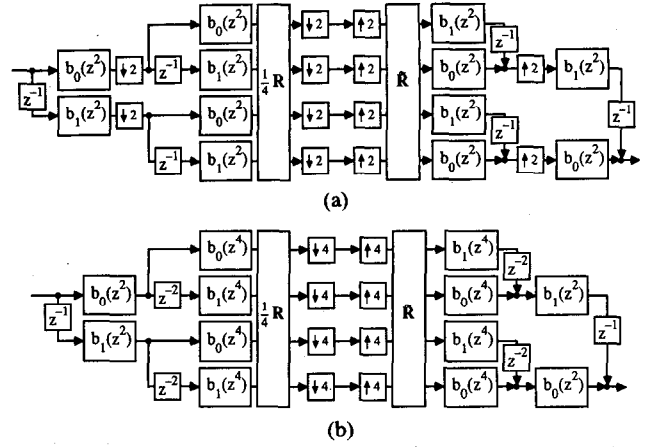 b₀(z²) ¼R ↓2 ↑2 R̃ b₁(z²)
b₀(z²) ↓2 z⁻¹ b₁(z²) ↓2 ↑2 b₀(z²) z⁻¹ ↑2 b₁(z²)
z⁻¹ b₁(z²) ↓2 b₀(z²) ↓2 ↑2 b₁(z²) z⁻¹
z⁻¹ b₁(z²) ↓2 ↑2 b₀(z²) z⁻¹ ↑2 b₀(z²)
(a)
b₀(z⁴) ¼R ↓4 ↑4 R̃ b₁(z⁴)
b₀(z²) z⁻² b₁(z⁴) ↓4 ↑4 b₀(z⁴) z⁻² b₁(z²)
z⁻¹ b₁(z²) b₀(z⁴) ↓4 ↑4 b₁(z⁴) z⁻¹
z⁻² b₁(z⁴) ↓4 ↑4 b₀(z⁴) z⁻² b₀(z²)
(b)